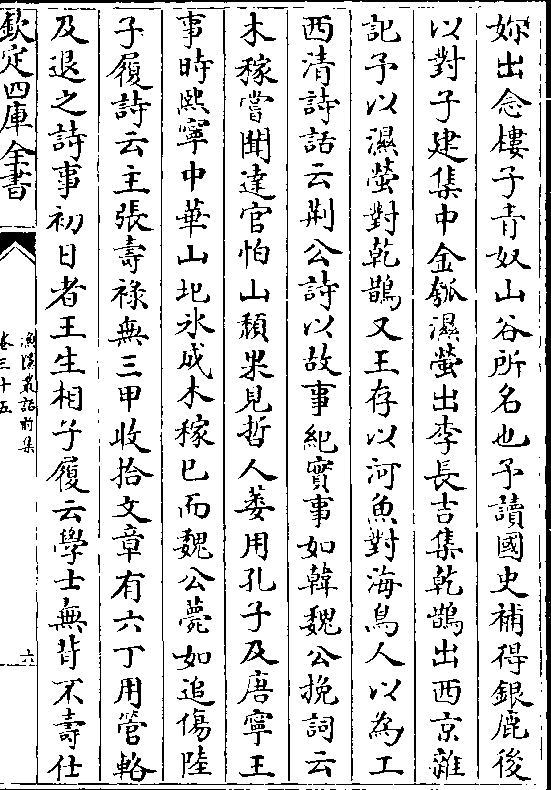 妳出念樓子青奴山谷所名也予讀國史補得銀鹿後
以對子建集中金瓠濕螢出李長吉集乾鵲出西京雜
記予以濕螢對乾鵲又王存以河魚對海鳥人以為工
西清詩話云荆公詩以故事紀實事如韓魏公挽詞云
木稼嘗聞達官怕山頹果見哲人萎用孔子及唐寧王
事時熙寧中華山圮氷成木稼已而魏公薨如追傷陸
子履詩云主張壽祿無三甲收拾文章有六丁用管輅
及退之詩事初日者王生相子履云學士無背不壽仕
欽定四庫全書
漁隱叢話前集
卷三十五
六